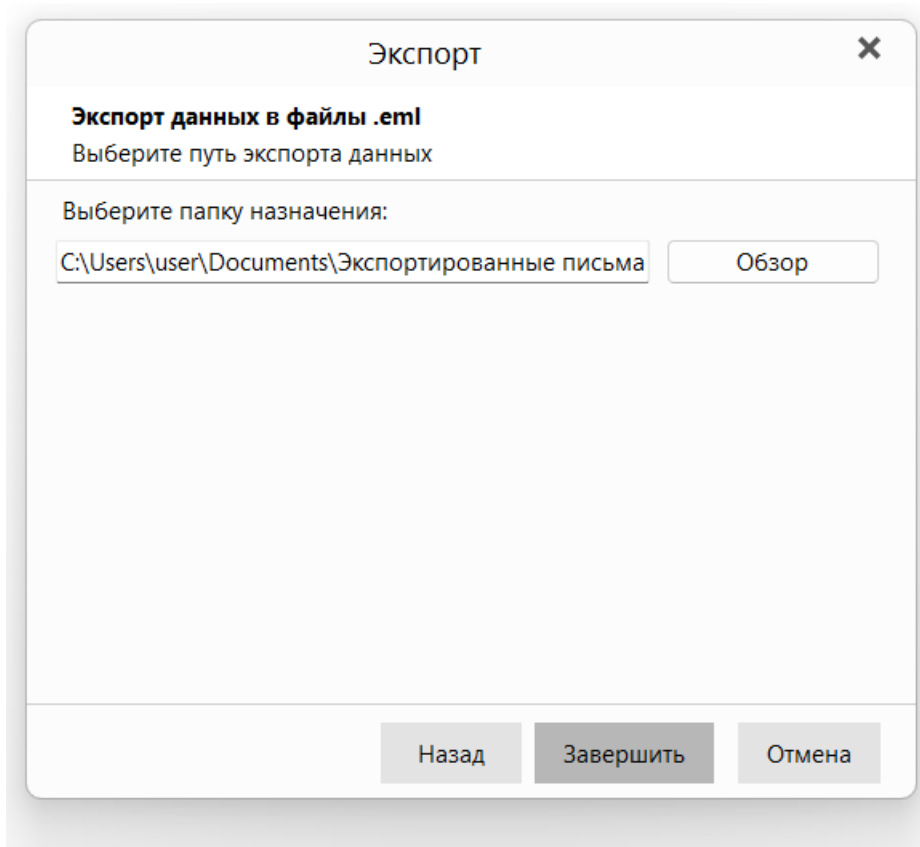 Экспорт
Экспорт данных в файлы .eml
Выберите путь экспорта данных
Выберите папку назначения:
C:\Users\user\Documents\Экспортированные письма
Обзор
Назад
Завершить
Отмена